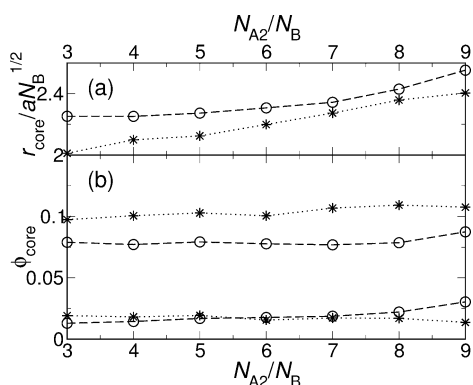 N_A2/N_B
3 4 5 6 7 8 9
r_core/aN_B^1/2
2.4
2
(a)
(b)
ϕ_core
0.1
0.05
0
3 4 5 6 7 8 9
N_A2/N_B